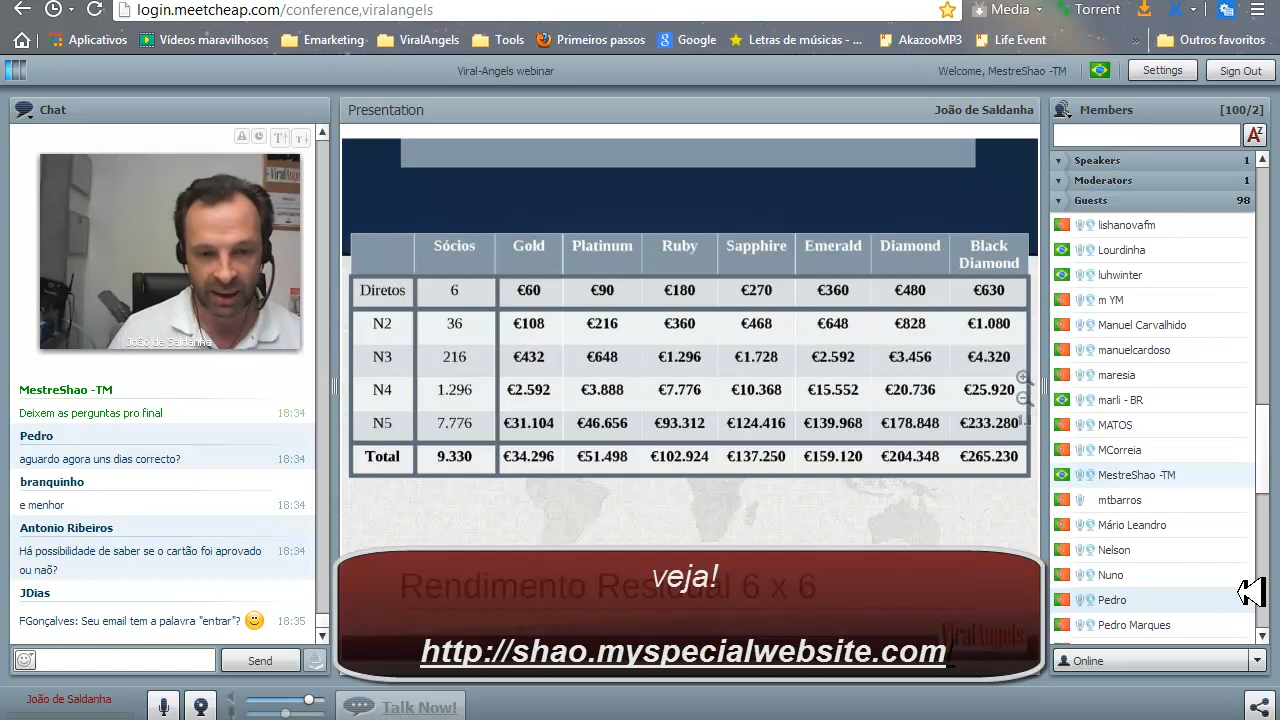 login.meetcheap.com/conference,viralangels
Media
Torrent
Aplicativos
Vídeos maravilhosos
Emarketing
ViralAngels
Tools
Primeiros passos
Google
Letras de músicas - ...
AkazooMP3
Life Event
»
Outros favoritos
Viral-Angels webinar
Welcome, MestreShao -TM
Settings
Sign Out
Chat
João de Saldanha
MestreShao -TM
Deixem as perguntas pro final 18:34
Pedro
aguardo agora uns dias correcto? 18:34
branquinho
e menhor 18:34
Antonio Ribeiros
Há possibilidade de saber se o cartão foi aprovado 18:34
ou naõ?
JDias
FGonçalves: Seu email tem a palavra "entrar"? 18:35
Send
João de Saldanha
Talk Now!
Presentation
João de Saldanha
Sócios Gold Platinum Ruby Sapphire Emerald Diamond Black Diamond
Diretos 6 €60 €90 €180 €270 €360 €480 €630
N2 36 €108 €216 €360 €468 €648 €828 €1.080
N3 216 €432 €648 €1.296 €1.728 €2.592 €3.456 €4.320
N4 1.296 €2.592 €3.888 €7.776 €10.368 €15.552 €20.736 €25.920
N5 7.776 €31.104 €46.656 €93.312 €124.416 €139.968 €178.848 €233.280
Total 9.330 €34.296 €51.498 €102.924 €137.250 €159.120 €204.348 €265.230
Rendimento Residual 6 x 6
veja!
ViralAngels
http://shao.myspecialwebsite.com/
Members [100/2]
Speakers 1
Moderators 1
Guests 98
lishanovafm
Lourdinha
luhwinter
m YM
Manuel Carvalhido
manuelcardoso
maresia
marli - BR
MATOS
MCorreia
MestreShao -TM
mtbarros
Mário Leandro
Nelson
Nuno
Pedro
Pedro Marques
Online